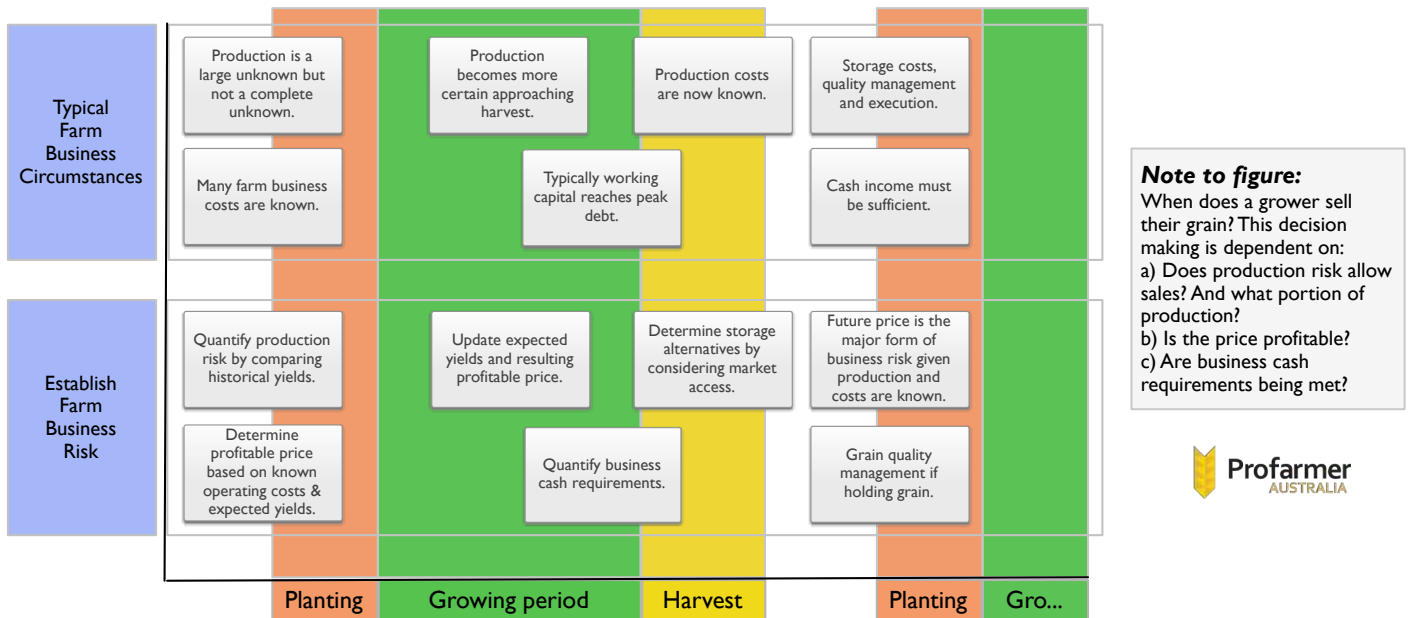 Typical
Farm
Business
Circumstances
Production is a
large unknown but
not a complete
unknown.
Production
becomes more
certain approaching
harvest.
Production costs
are now known.
Storage costs,
quality management
and execution.
Many farm business
costs are known.
Typically working
capital reaches peak
debt.
Cash income must
be sufficient.
Establish
Farm
Business
Risk
Quantify production
risk by comparing
historical yields.
Update expected
yields and resulting
profitable price.
Determine storage
alternatives by
considering market
access.
Future price is the
major form of
business risk given
production and
costs are known.
Determine
profitable price
based on known
operating costs &
expected yields.
Quantify business
cash requirements.
Grain quality
management if
holding grain.
Planting
Growing period
Harvest
Planting
Gro...
Note to figure:
When does a grower sell
their grain? This decision
making is dependent on:
a) Does production risk allow
sales? And what portion of
production?
b) Is the price profitable?
c) Are business cash
requirements being met?
Profarmer
AUSTRALIA